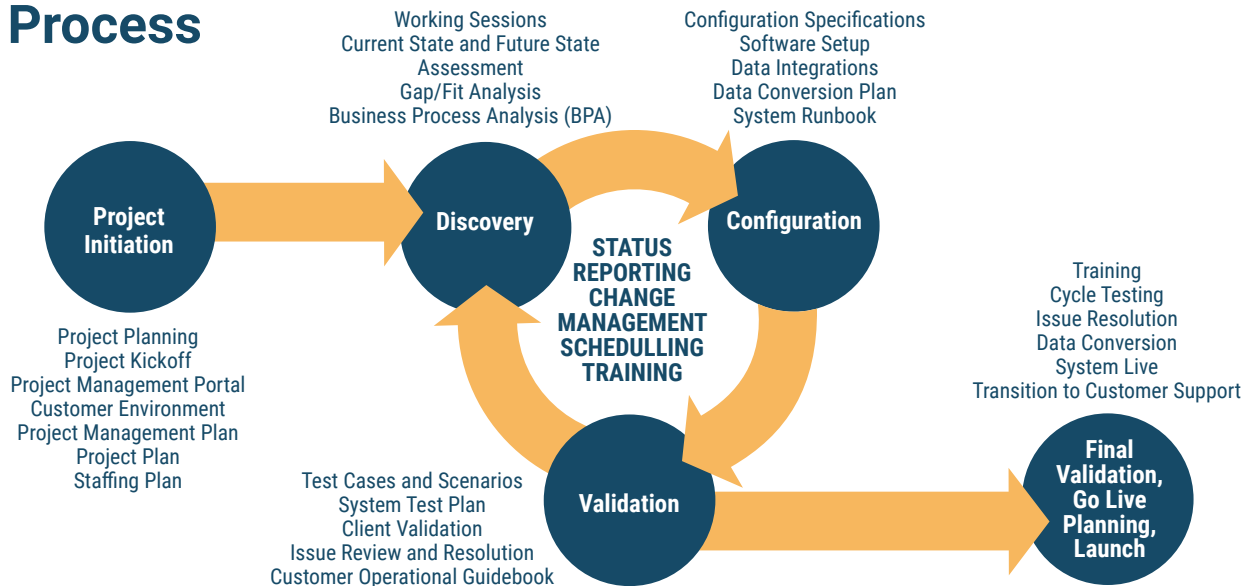 Process
Working Sessions
Current State and Future State
Assessment
Gap/Fit Analysis
Business Process Analysis (BPA)
Configuration Specifications
Software Setup
Data Integrations
Data Conversion Plan
System Runbook
Project
Initiation
Discovery
Configuration
STATUS
REPORTING
CHANGE
MANAGEMENT
SCHEDULLING
TRAINING
Project Planning
Project Kickoff
Project Management Portal
Customer Environment
Project Management Plan
Project Plan
Staffing Plan
Training
Cycle Testing
Issue Resolution
Data Conversion
System Live
Transition to Customer Support
Test Cases and Scenarios
System Test Plan
Client Validation
Issue Review and Resolution
Customer Operational Guidebook
Validation
Final
Validation,
Go Live
Planning,
Launch